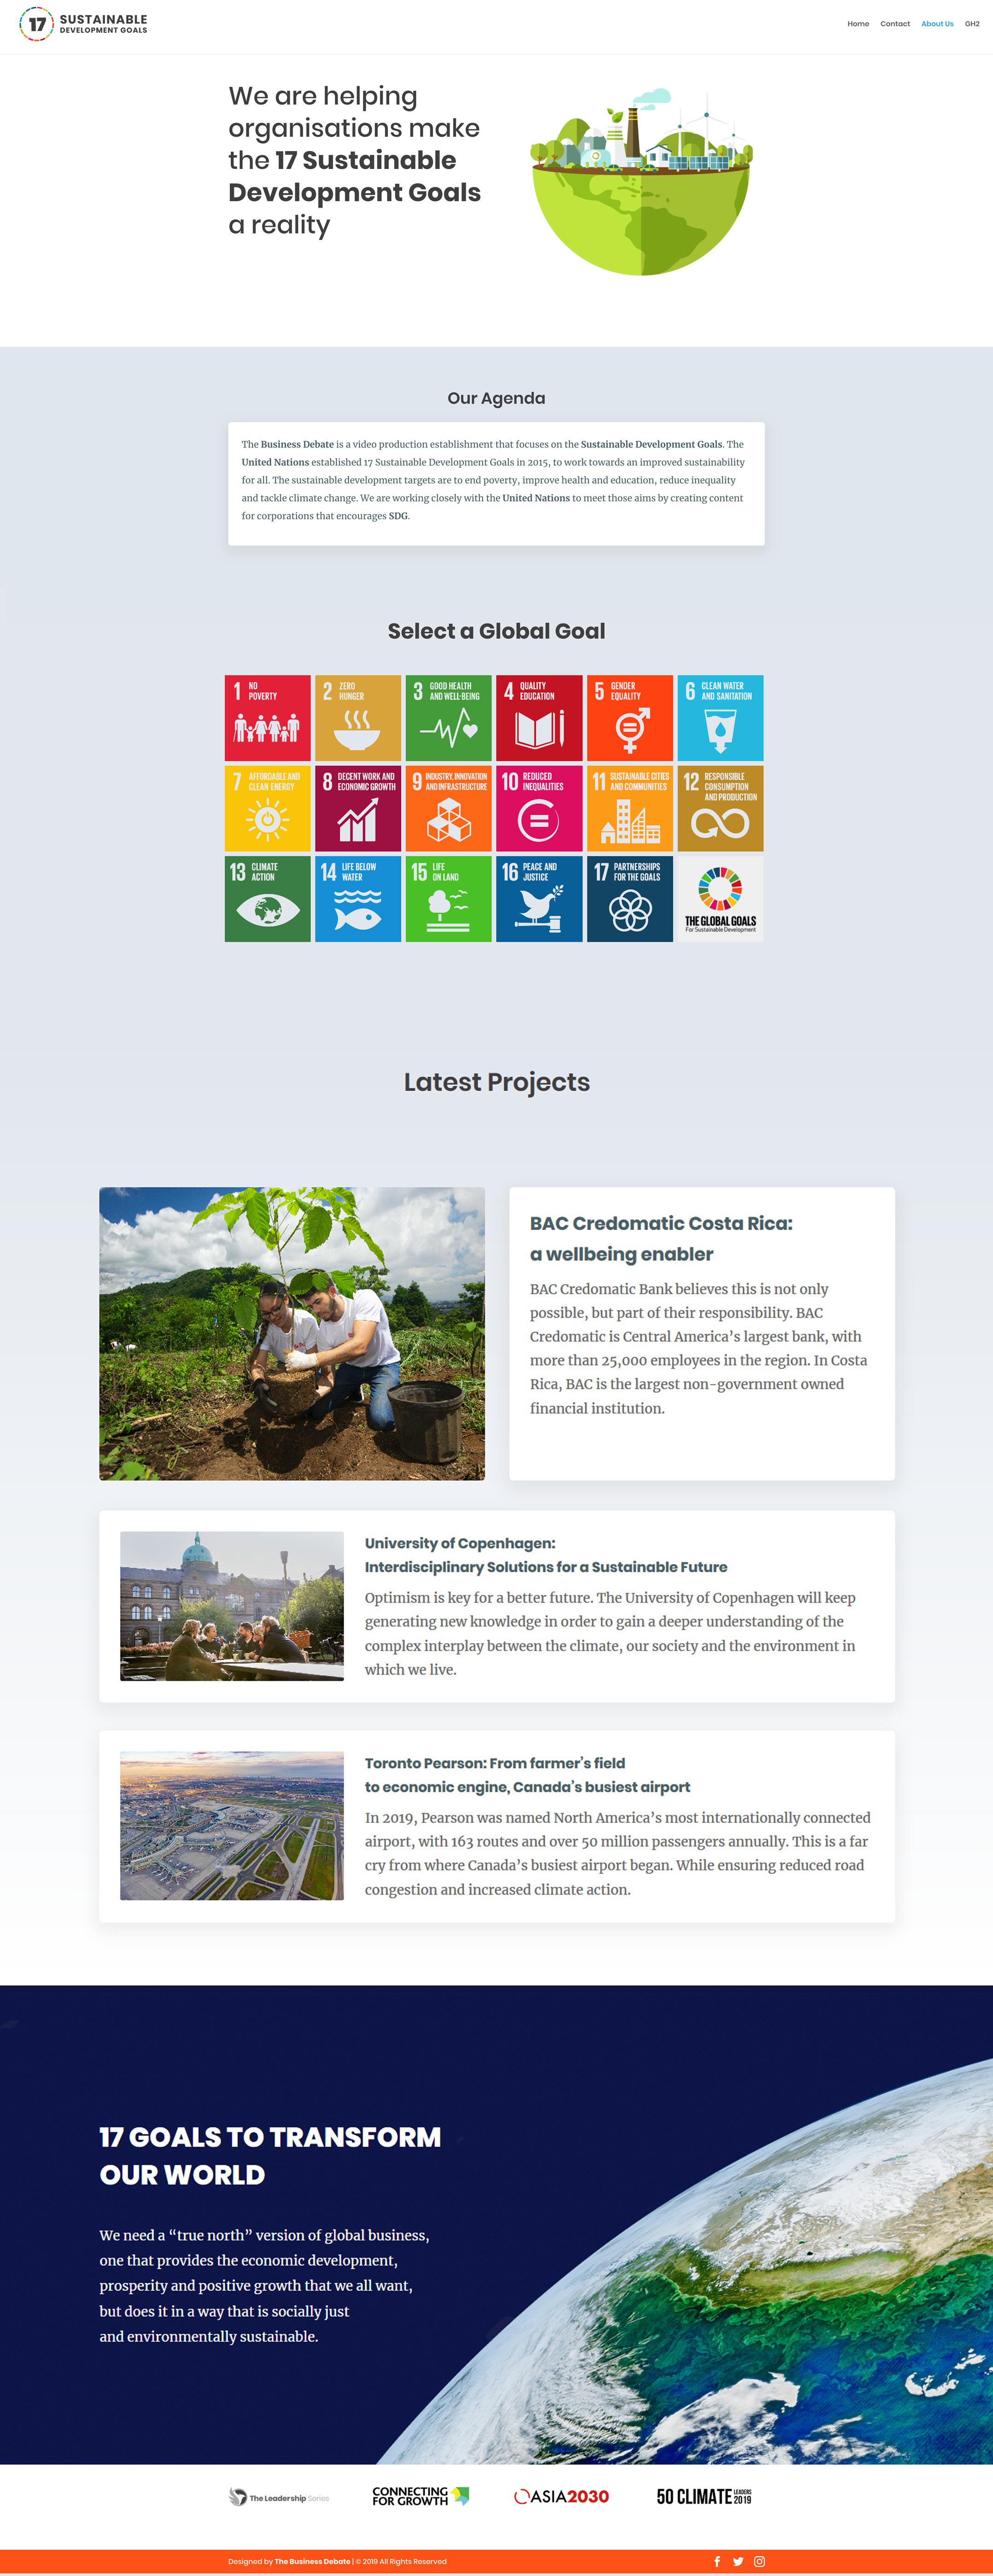 17 SUSTAINABLE
DEVELOPMENT GOALS
Home Contact About Us GH2
We are helping
organisations make
the 17 Sustainable
Development Goals
a reality
Our Agenda
The Business Debate is a video production establishment that focuses on the Sustainable Development Goals. The
United Nations established 17 Sustainable Development Goals in 2015, to work towards an improved sustainability
for all. The sustainable development targets are to end poverty, improve health and education, reduce inequality
and tackle climate change. We are working closely with the United Nations to meet those aims by creating content
for corporations that encourages SDG.
Select a Global Goal
1 NO
POVERTY
2 ZERO
HUNGER
3 GOOD HEALTH
AND WELL-BEING
4 QUALITY
EDUCATION
5 GENDER
EQUALITY
6 CLEAN WATER
AND SANITATION
7 AFFORDABLE AND
CLEAN ENERGY
8 DECENT WORK AND
ECONOMIC GROWTH
9 INDUSTRY, INNOVATION
AND INFRASTRUCTURE
10 REDUCED
INEQUALITIES
11 SUSTAINABLE CITIES
AND COMMUNITIES
12 RESPONSIBLE
CONSUMPTION
AND PRODUCTION
13 CLIMATE
ACTION
14 LIFE BELOW
WATER
15 LIFE
ON LAND
16 PEACE AND
JUSTICE
17 PARTNERSHIPS
FOR THE GOALS
THE GLOBAL GOALS
For Sustainable Development
Latest Projects
BAC Credomatic Costa Rica:
a wellbeing enabler
BAC Credomatic Bank believes this is not only
possible, but part of their responsibility. BAC
Credomatic is Central America’s largest bank, with
more than 25,000 employees in the region. In Costa
Rica, BAC is the largest non-government owned
financial institution.
University of Copenhagen:
Interdisciplinary Solutions for a Sustainable Future
Optimism is key for a better future. The University of Copenhagen will keep
generating new knowledge in order to gain a deeper understanding of the
complex interplay between the climate, our society and the environment in
which we live.
Toronto Pearson: From farmer’s field
to economic engine, Canada’s busiest airport
In 2019, Pearson was named North America’s most internationally connected
airport, with 163 routes and over 50 million passengers annually. This is a far
cry from where Canada’s busiest airport began. While ensuring reduced road
congestion and increased climate action.
17 GOALS TO TRANSFORM
OUR WORLD
We need a “true north” version of global business,
one that provides the economic development,
prosperity and positive growth that we all want,
but does it in a way that is socially just
and environmentally sustainable.
The Leadership Series
CONNECTING
FOR GROWTH
ASIA2030
50 CLIMATE LEADERS
2019
Designed by The Business Debate | © 2019 All Rights Reserved